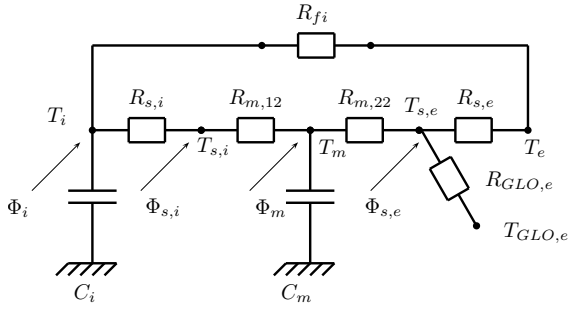 R_{fi}
R_{s,i} R_{m,12} R_{m,22} T_{s,e} R_{s,e}
T_i
T_{s,i} T_m T_e
R_{GLO,e}
Φ_i Φ_{s,i} Φ_m Φ_{s,e}
T_{GLO,e}
C_i C_m